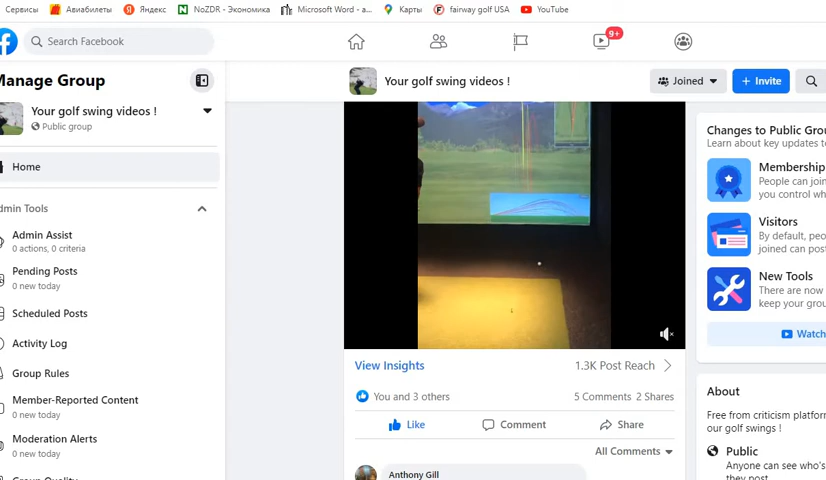 Сервисы
Авиабилеты
Яндекс
NoZDR - Экономика
Microsoft Word - a...
Карты
fairway golf USA
YouTube
Search Facebook
9+
Manage Group
Your golf swing videos !
Joined
+ Invite
Your golf swing videos !
Public group
Home
dmin Tools
Admin Assist
0 actions, 0 criteria
Pending Posts
0 new today
Scheduled Posts
Activity Log
Group Rules
Member-Reported Content
0 new today
Moderation Alerts
0 new today
Group Quality
View Insights
1.3K Post Reach
You and 3 others
5 Comments 2 Shares
Like
Comment
Share
All Comments
Anthony Gill
Changes to Public Grou
Learn about key updates to
Membership
People can join
you control wh
Visitors
By default, peo
joined can post
New Tools
There are now
keep your grou
Watch
About
Free from criticism platform
our golf swings !
Public
Anyone can see who's
they post.